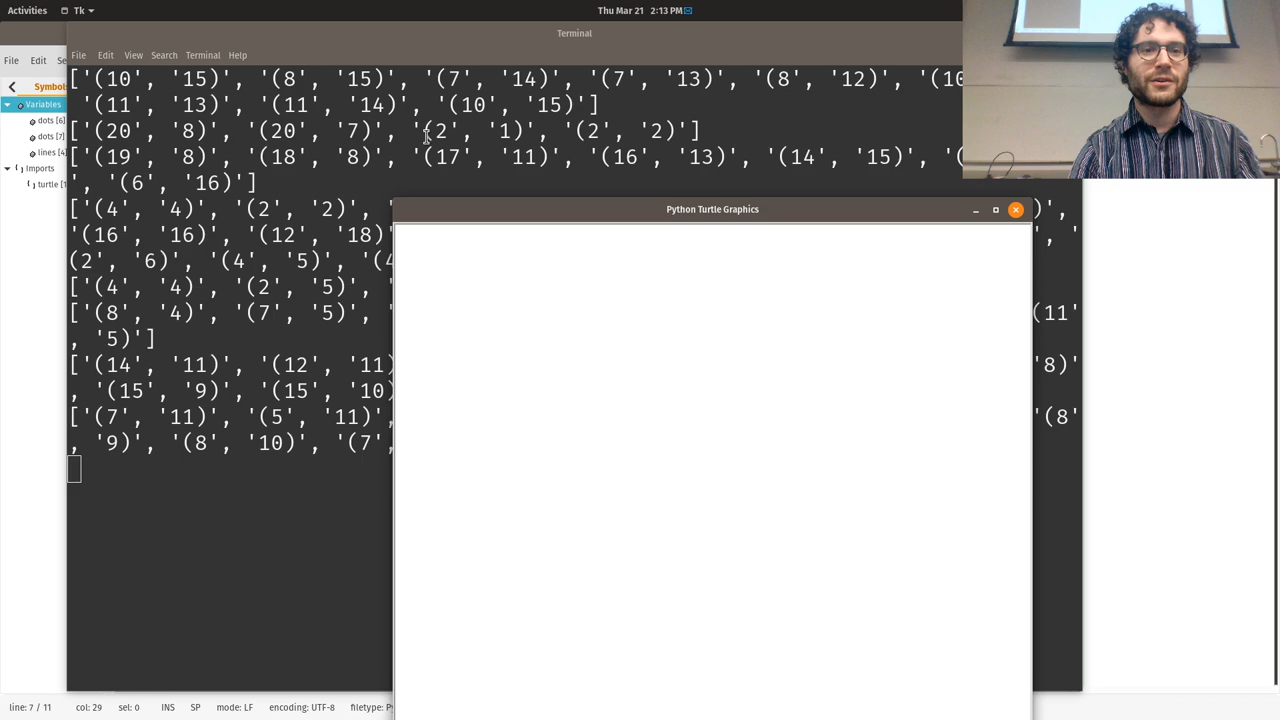 Activities Tk Thu Mar 21 2:13 PM
Terminal
File Edit View Search Terminal Help
File Edit Se
Symbols
Variables
dots [6]
dots [7]
lines [4]
Imports
turtle [1
['(10', '15)', '(8', '15)', '(7', '14)', '(7', '13)', '(8', '12)', '(10
'(11', '13)', '(11', '14)', '(10', '15)']
['(20', '8)', '(20', '7)', '(2', '1)', '(2', '2)']
['(19', '8)', '(18', '8)', '(17', '11)', '(16', '13)', '(14', '15)', '(
', '(6', '16)']
['(4', '4)', '(2', '2)', ' )',
'(16', '16)', '(12', '18)' , '
(2', '6)', '(4', '5)', '(4
['(4', '4)', '(2', '5)', '
['(8', '4)', '(7', '5)', ' (11'
, '5)']
['(14', '11)', '(12', '11) '8)'
, '(15', '9)', '(15', '10)
['(7', '11)', '(5', '11)', '(8'
, '9)', '(8', '10)', '(7',
Python Turtle Graphics
line: 7 / 11 col: 29 sel: 0 INS SP mode: LF encoding: UTF-8 filetype: P